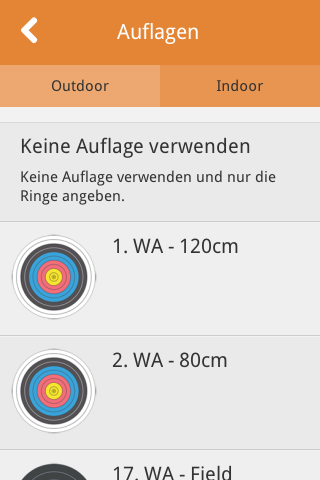 Auflagen
Outdoor
Indoor
Keine Auflage verwenden
Keine Auflage verwenden und nur die
Ringe angeben.
1. WA - 120cm
2. WA - 80cm
17. WA - Field